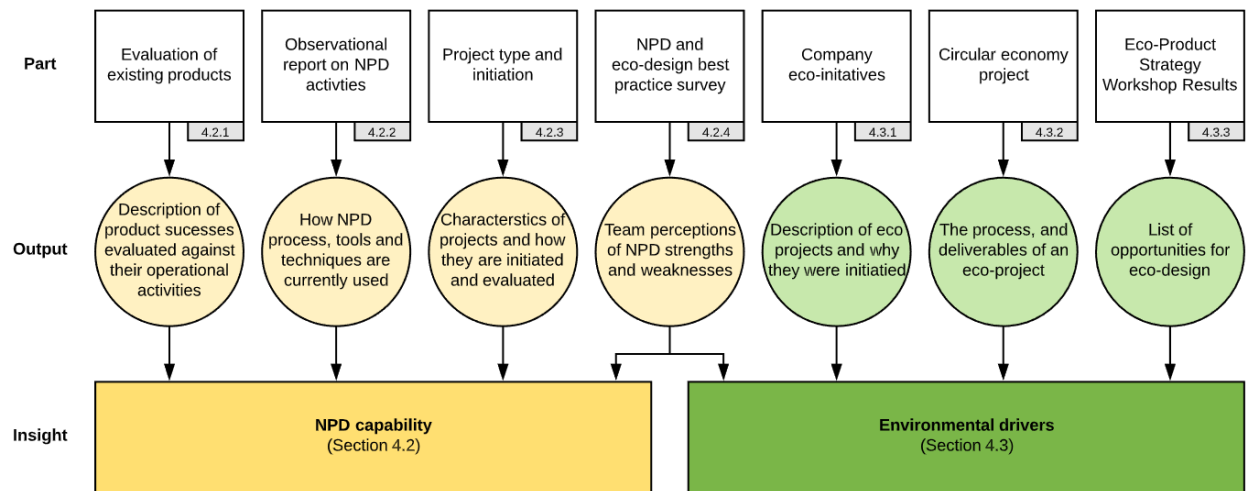 Part
Evaluation of
existing products
4.2.1
Observational
report on NPD
activties
4.2.2
Project type and
initiation
4.2.3
NPD and
eco-design best
practice survey
4.2.4
Company
eco-initatives
4.3.1
Circular economy
project
4.3.2
Eco-Product
Strategy
Workshop Results
4.3.3
Output
Description of
product sucesses
evaluated against
their operational
activities
How NPD
process, tools and
techniques are
currently used
Characterstics of
projects and how
they are initiated
and evaluated
Team perceptions
of NPD strengths
and weaknesses
Description of eco
projects and why
they were initiatied
The process, and
deliverables of an
eco-project
List of
opportunities for
eco-design
Insight
NPD capability
(Section 4.2)
Environmental drivers
(Section 4.3)